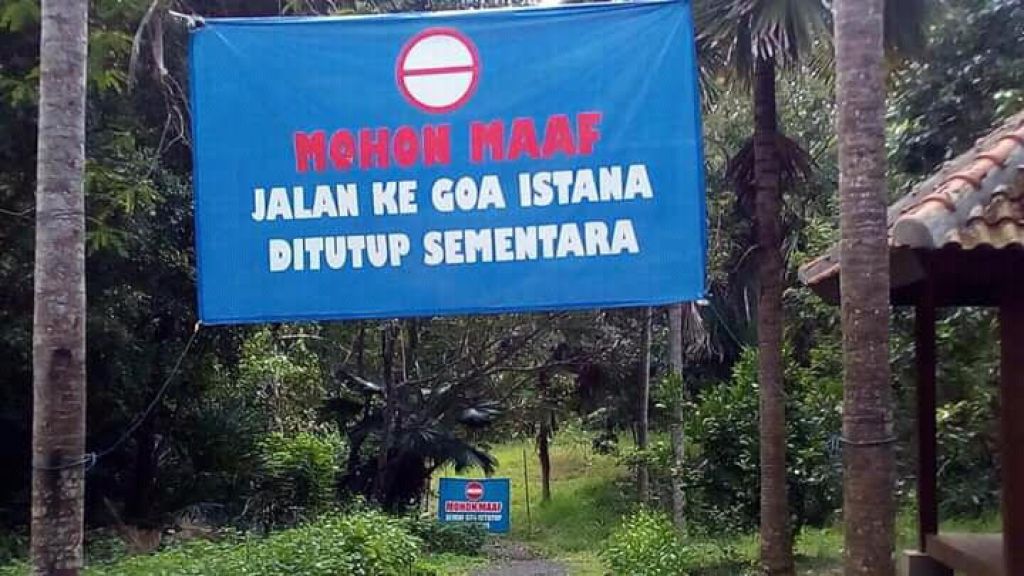 MOHON MAAF
JALAN KE GOA ISTANA
DITUTUP SEMENTARA
MOHON MAAF